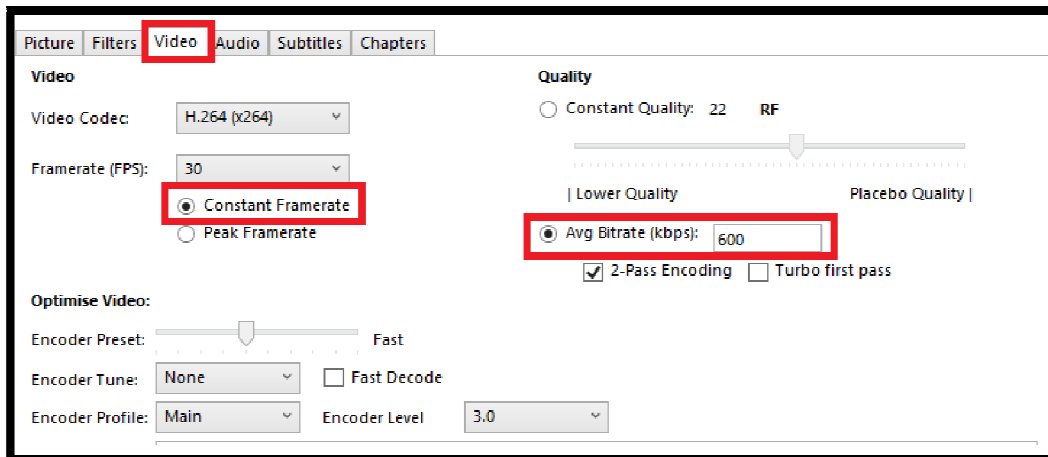 Picture Filters Video Audio Subtitles Chapters
Video
Video Codec: H.264 (x264)
Framerate (FPS): 30
Constant Framerate
Peak Framerate
Quality
Constant Quality: 22 RF
| Lower Quality Placebo Quality |
Avg Bitrate (kbps): 600
2-Pass Encoding Turbo first pass
Optimise Video:
Encoder Preset: Fast
Encoder Tune: None Fast Decode
Encoder Profile: Main Encoder Level 3.0